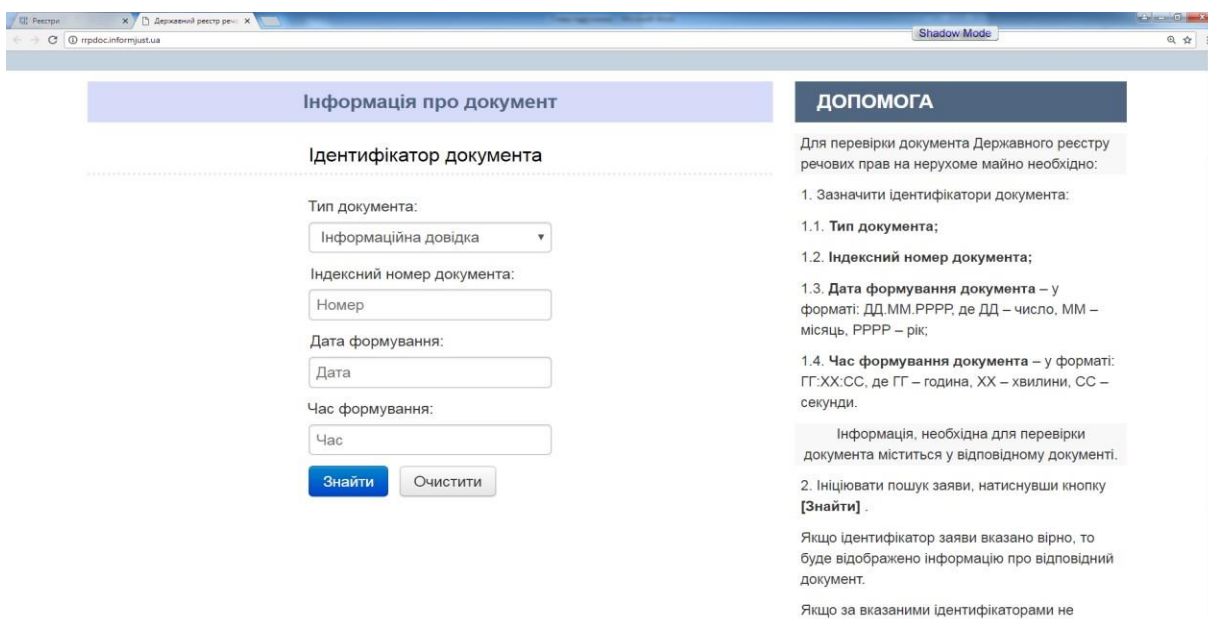 Реєстри
Державний реєстр речо
rrpdoc.informjust.ua
Shadow Mode
Інформація про документ
Ідентифікатор документа
Тип документа:
Інформаційна довідка
Індексний номер документа:
Номер
Дата формування:
Дата
Час формування:
Час
Знайти
Очистити
ДОПОМОГА
Для перевірки документа Державного реєстру
речових прав на нерухоме майно необхідно:
1. Зазначити ідентифікатори документа:
1.1. Тип документа;
1.2. Індексний номер документа;
1.3. Дата формування документа – у
форматі: ДД.ММ.РРРР, де ДД – число, ММ –
місяць, РРРР – рік;
1.4. Час формування документа – у форматі:
ГГ:ХХ:СС, де ГГ – година, ХХ – хвилини, СС –
секунди.
Інформація, необхідна для перевірки
документа міститься у відповідному документі.
2. Ініціювати пошук заяви, натиснувши кнопку
[Знайти] .
Якщо ідентифікатор заяви вказано вірно, то
буде відображено інформацію про відповідний
документ.
Якщо за вказаними ідентифікаторами не